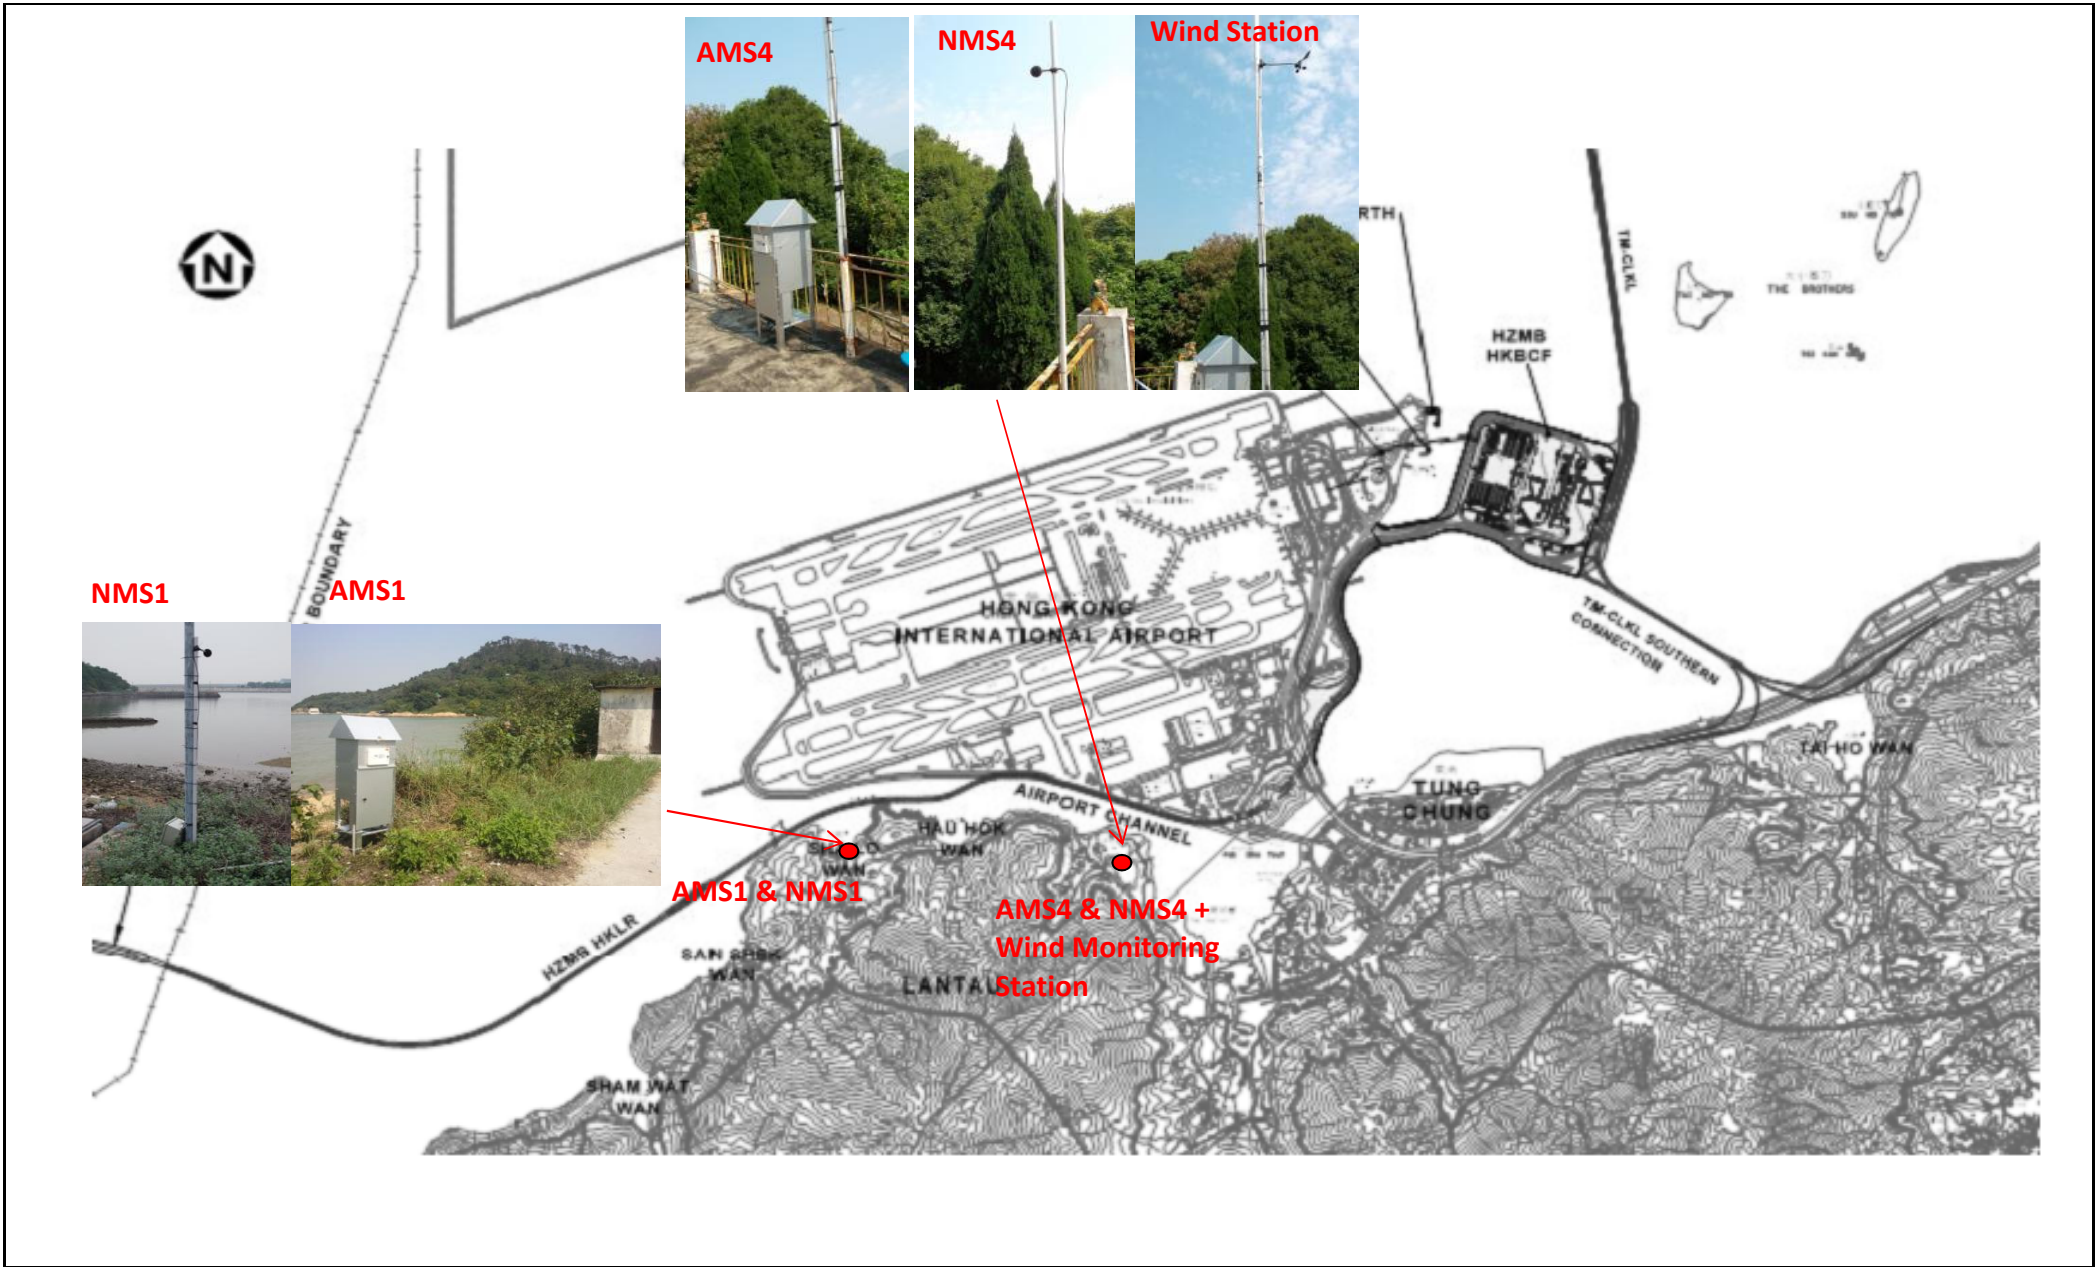 AMS4
NMS4
Wind Station
N
RTH
TM-CLKL
THE BROTHERS
HZMB
HKBCF
BOUNDARY
NMS1
AMS1
HONG KONG
INTERNATIONAL AIRPORT
TM-CLKL SOUTHERN
CONNECTION
TAI HO WAN
TUNG
CHUNG
AIRPORT CHANNEL
HAU HOK
WAN
WAN
AMS1 & NMS1
AMS4 & NMS4 +
Wind Monitoring
Station
HZMB HKLR
SAN SHEK
WAN
LANTAU
SHAM WAT
WAN